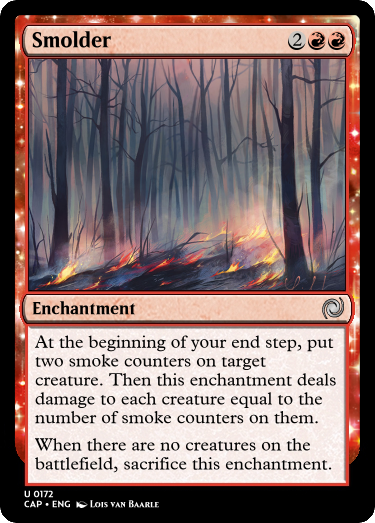 Smolder
2
Enchantment
At the beginning of your end step, put
two smoke counters on target
creature. Then this enchantment deals
damage to each creature equal to the
number of smoke counters on them.
When there are no creatures on the
battlefield, sacrifice this enchantment.
U 0172
CAP • ENG Lois van Baarle